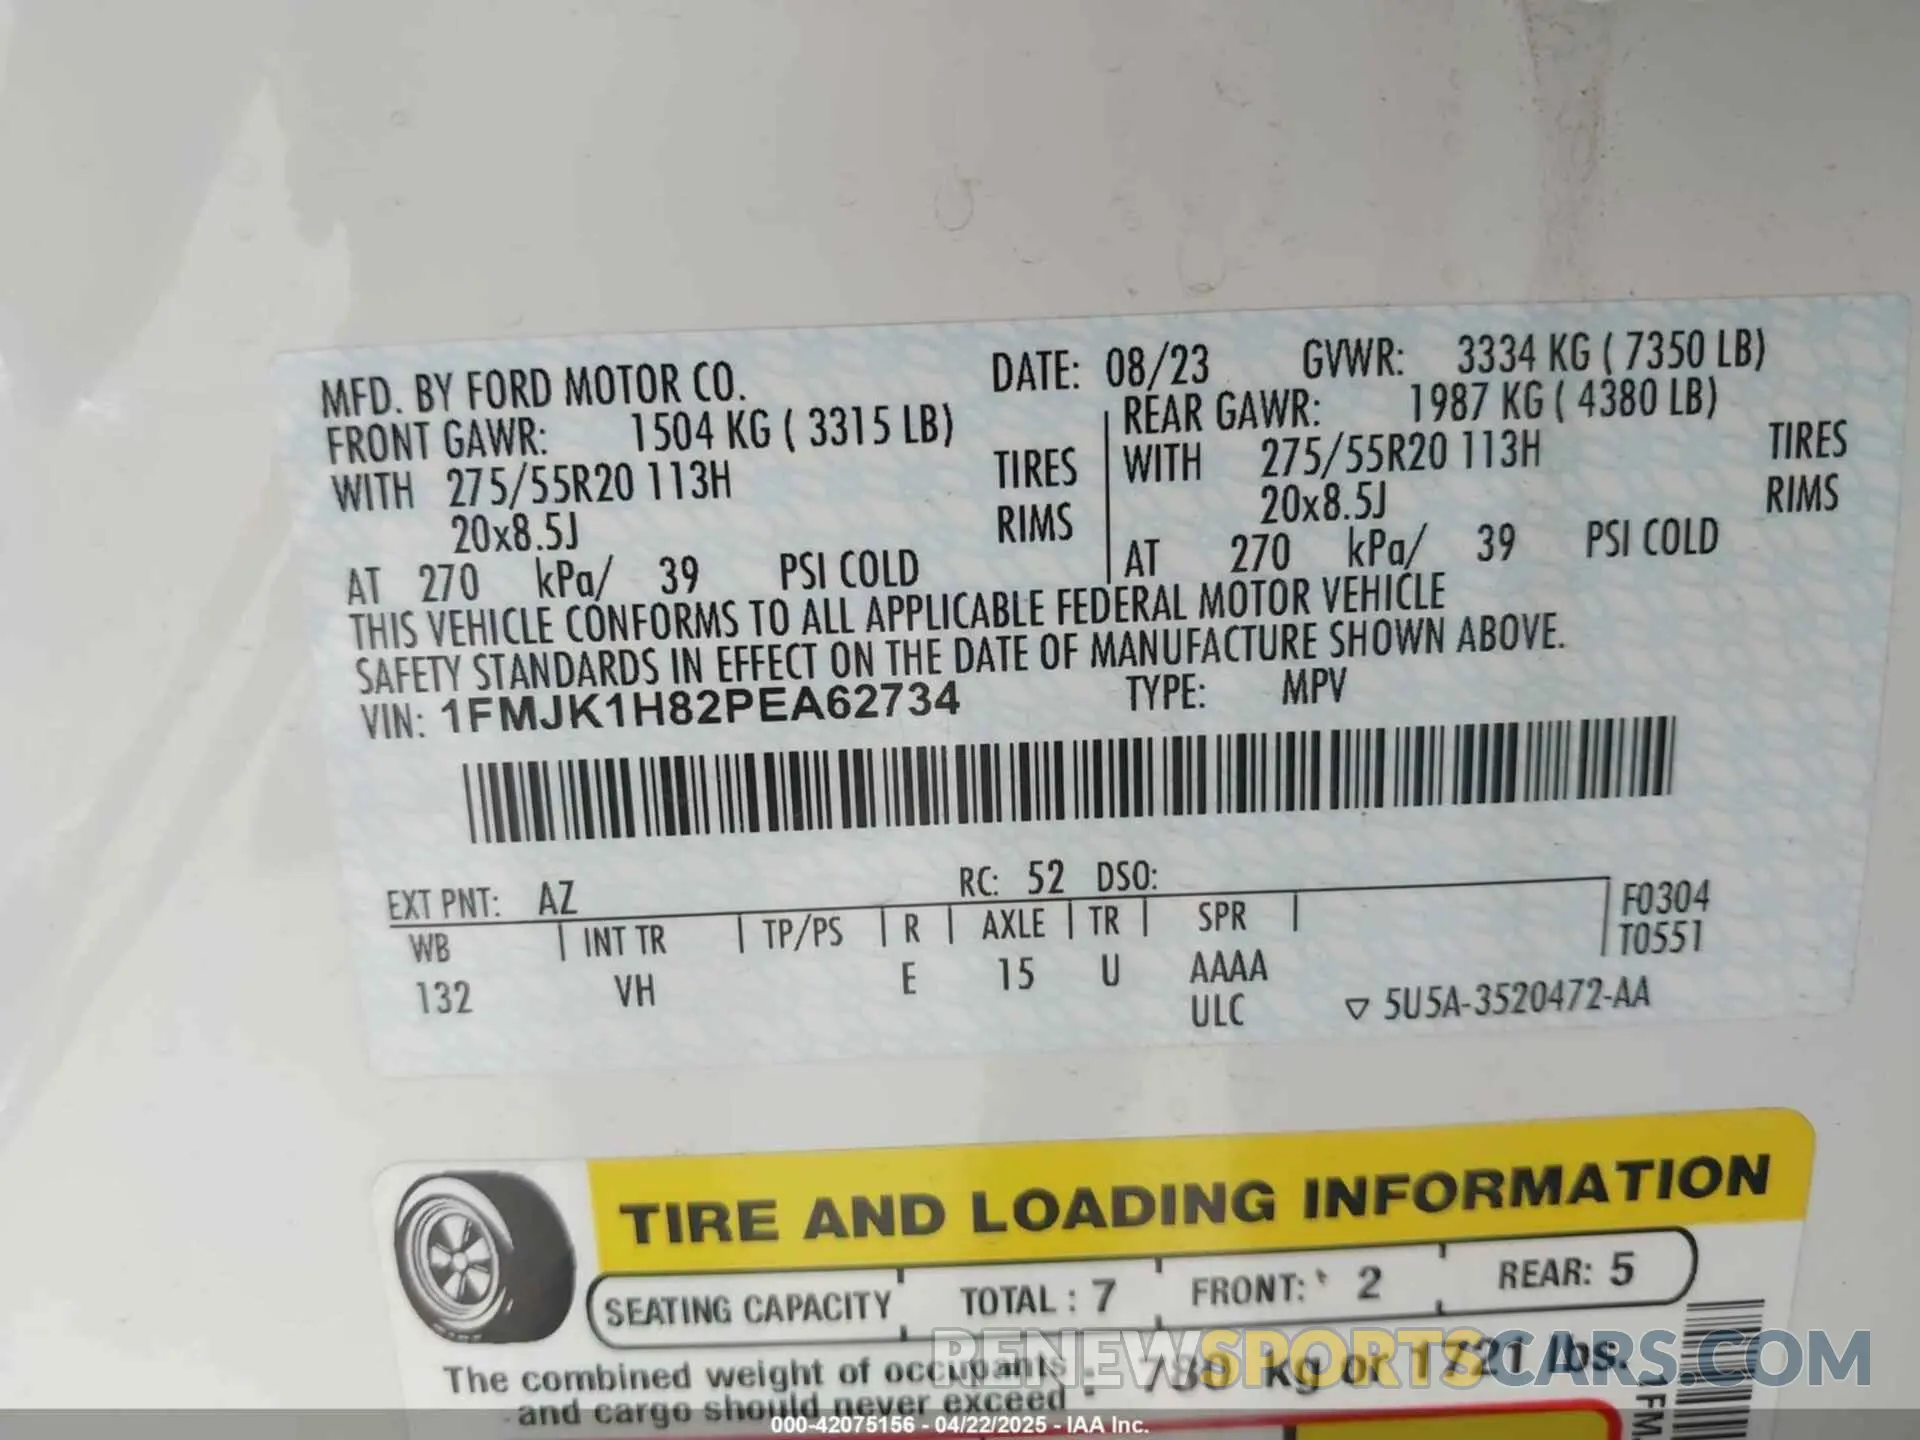 MFD. BY FORD MOTOR CO. DATE: 08/23 GVWR: 3334 KG ( 7350 LB)
FRONT GAWR: 1504 KG ( 3315 LB) REAR GAWR: 1987 KG ( 4380 LB)
WITH 275/55R20 113H TIRES WITH 275/55R20 113H TIRES
20x8.5J RIMS 20x8.5J RIMS
AT 270 kPa/ 39 PSI COLD AT 270 kPa/ 39 PSI COLD
THIS VEHICLE CONFORMS TO ALL APPLICABLE FEDERAL MOTOR VEHICLE
SAFETY STANDARDS IN EFFECT ON THE DATE OF MANUFACTURE SHOWN ABOVE.
VIN: 1FMJK1H82PEA62734 TYPE: MPV
EXT PNT: AZ RC: 52 DSO:
WB INT TR TP/PS R AXLE TR SPR F0304
T0551
132 VH E 15 U AAAA
ULC ▽ 5U5A-3520472-AA
TIRE AND LOADING INFORMATION
SEATING CAPACITY TOTAL : 7 FRONT: 2 REAR: 5
The combined weight of occupants : 780 Kg or 1721 lbs.
and cargo should never exceed
RENEWSPORTSCARS.COM
1FM
000-42075156 - 04/22/2025 - IAA Inc.